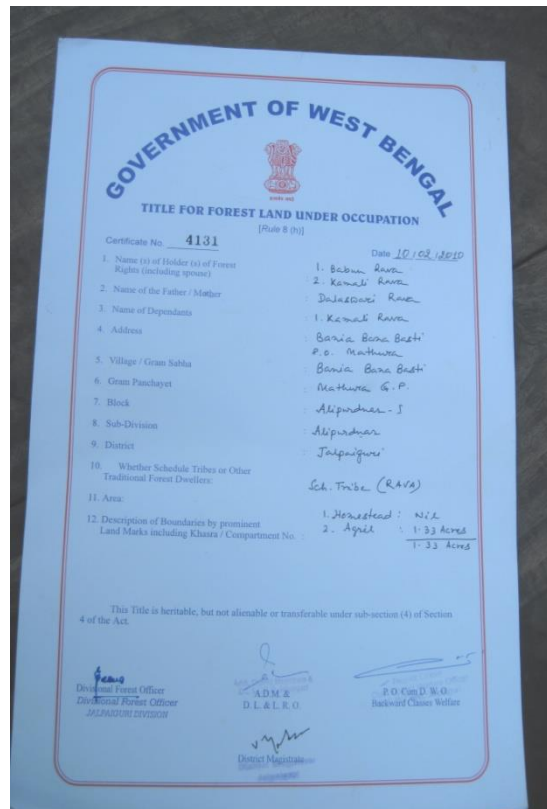 GOVERNMENT OF WEST BENGAL
TITLE FOR FOREST LAND UNDER OCCUPATION
[Rule 8 (h)]
Certificate No. 4131
Date 10/02/2010
1. Name (s) of Holder (s) of Forest Rights (including spouse)
1. Babun Rava
2. Kamali Rava
2. Name of the Father / Mother
: Rava
3. Name of Dependants
: 1. Kamali Rava
4. Address
: Bania Bana Basti
P.O. Mathura
5. Village / Gram Sabha
: Bania Bana Basti
6. Gram Panchayet
: Mathura G.P.
7. Block
: Alipurduar - I
8. Sub-Division
: Alipurduar
9. District
: Jalpaiguri
10. Whether Schedule Tribes or Other
Traditional Forest Dwellers:
Sch. Tribe (RAVA)
11. Area:
1. Homestead : Nil
2. Agril : 1.33 Acres
1.33 Acres
12. Description of Boundaries by prominent
Land Marks including Khasra / Compartment No. :
This Title is heritable, but not alienable or transferable under sub-section (4) of Section
4 of the Act.
Divisional Forest Officer
Divisional Forest Officer
JALPAIGURI DIVISION
A.D.M &
D.L. & L.R.O.
P.O. Cum D.W.O.
Backward Classes Welfare
District Magistrate